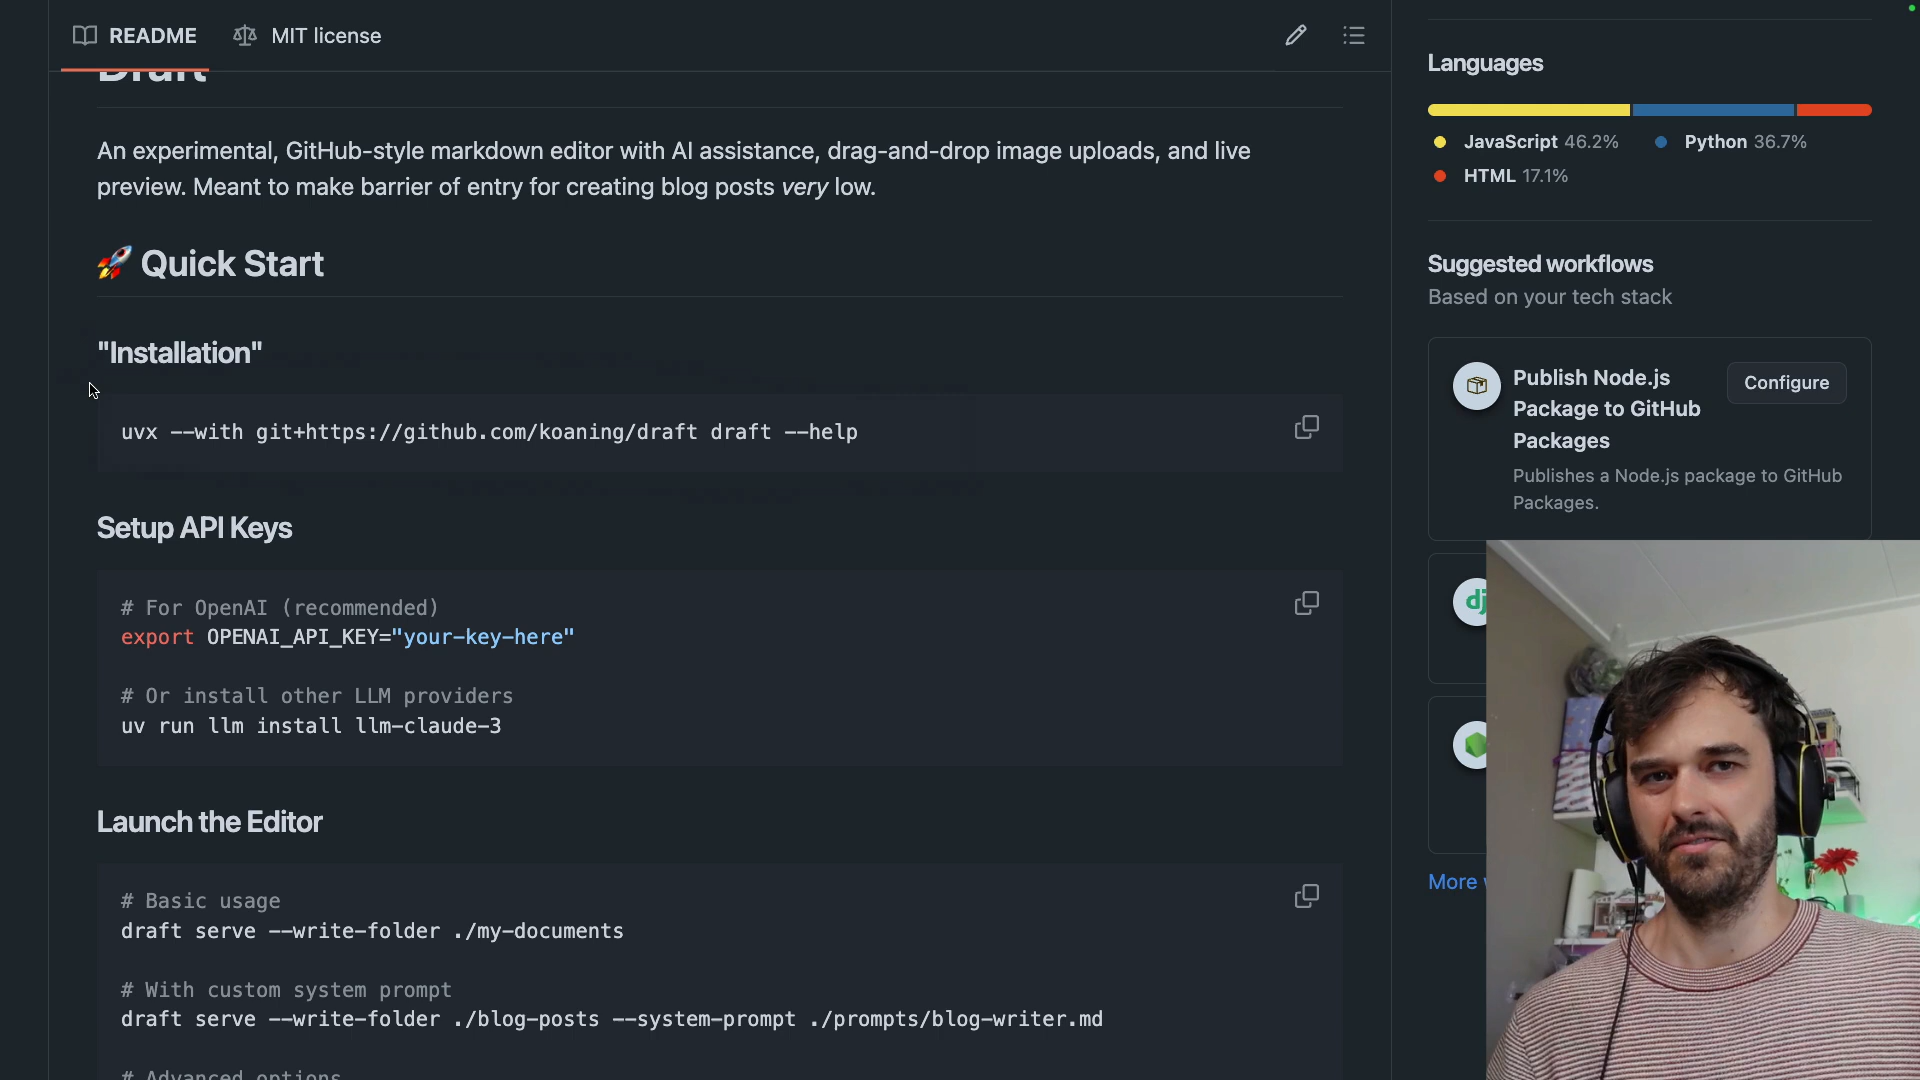 README
MIT license
Draft
An experimental, GitHub-style markdown editor with AI assistance, drag-and-drop image uploads, and live
preview. Meant to make barrier of entry for creating blog posts very low.
🚀 Quick Start
"Installation"
uvx --with git+https://github.com/koaning/draft draft --help
Setup API Keys
# For OpenAI (recommended)
export OPENAI_API_KEY="your-key-here"
# Or install other LLM providers
uv run llm install llm-claude-3
Launch the Editor
# Basic usage
draft serve --write-folder ./my-documents
# With custom system prompt
draft serve --write-folder ./blog-posts --system-prompt ./prompts/blog-writer.md
# Advanced options
Languages
JavaScript 46.2%
Python 36.7%
HTML 17.1%
Suggested workflows
Based on your tech stack
Publish Node.js
Package to GitHub
Packages
Configure
Publishes a Node.js package to GitHub
Packages.
dj
More